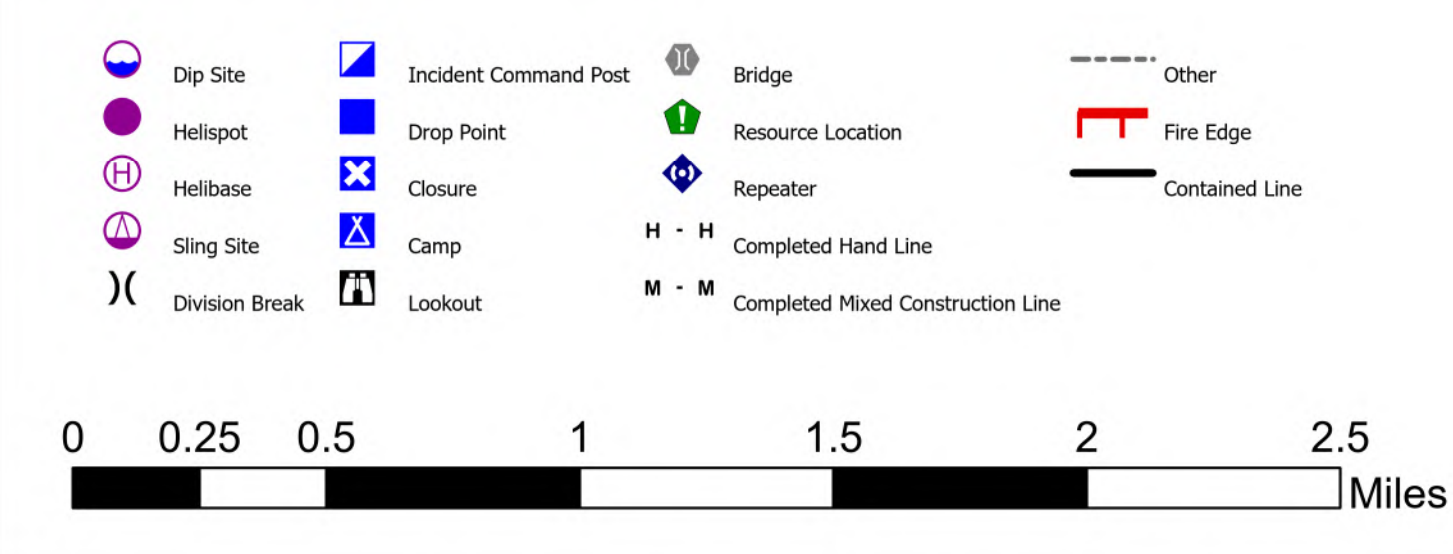 Dip Site
Helispot
Helibase
Sling Site
)( Division Break
Incident Command Post
Drop Point
Closure
Camp
Lookout
Bridge
Resource Location
Repeater
H - H Completed Hand Line
M - M Completed Mixed Construction Line
Other
Fire Edge
Contained Line
0 0.25 0.5 1 1.5 2 2.5
Miles